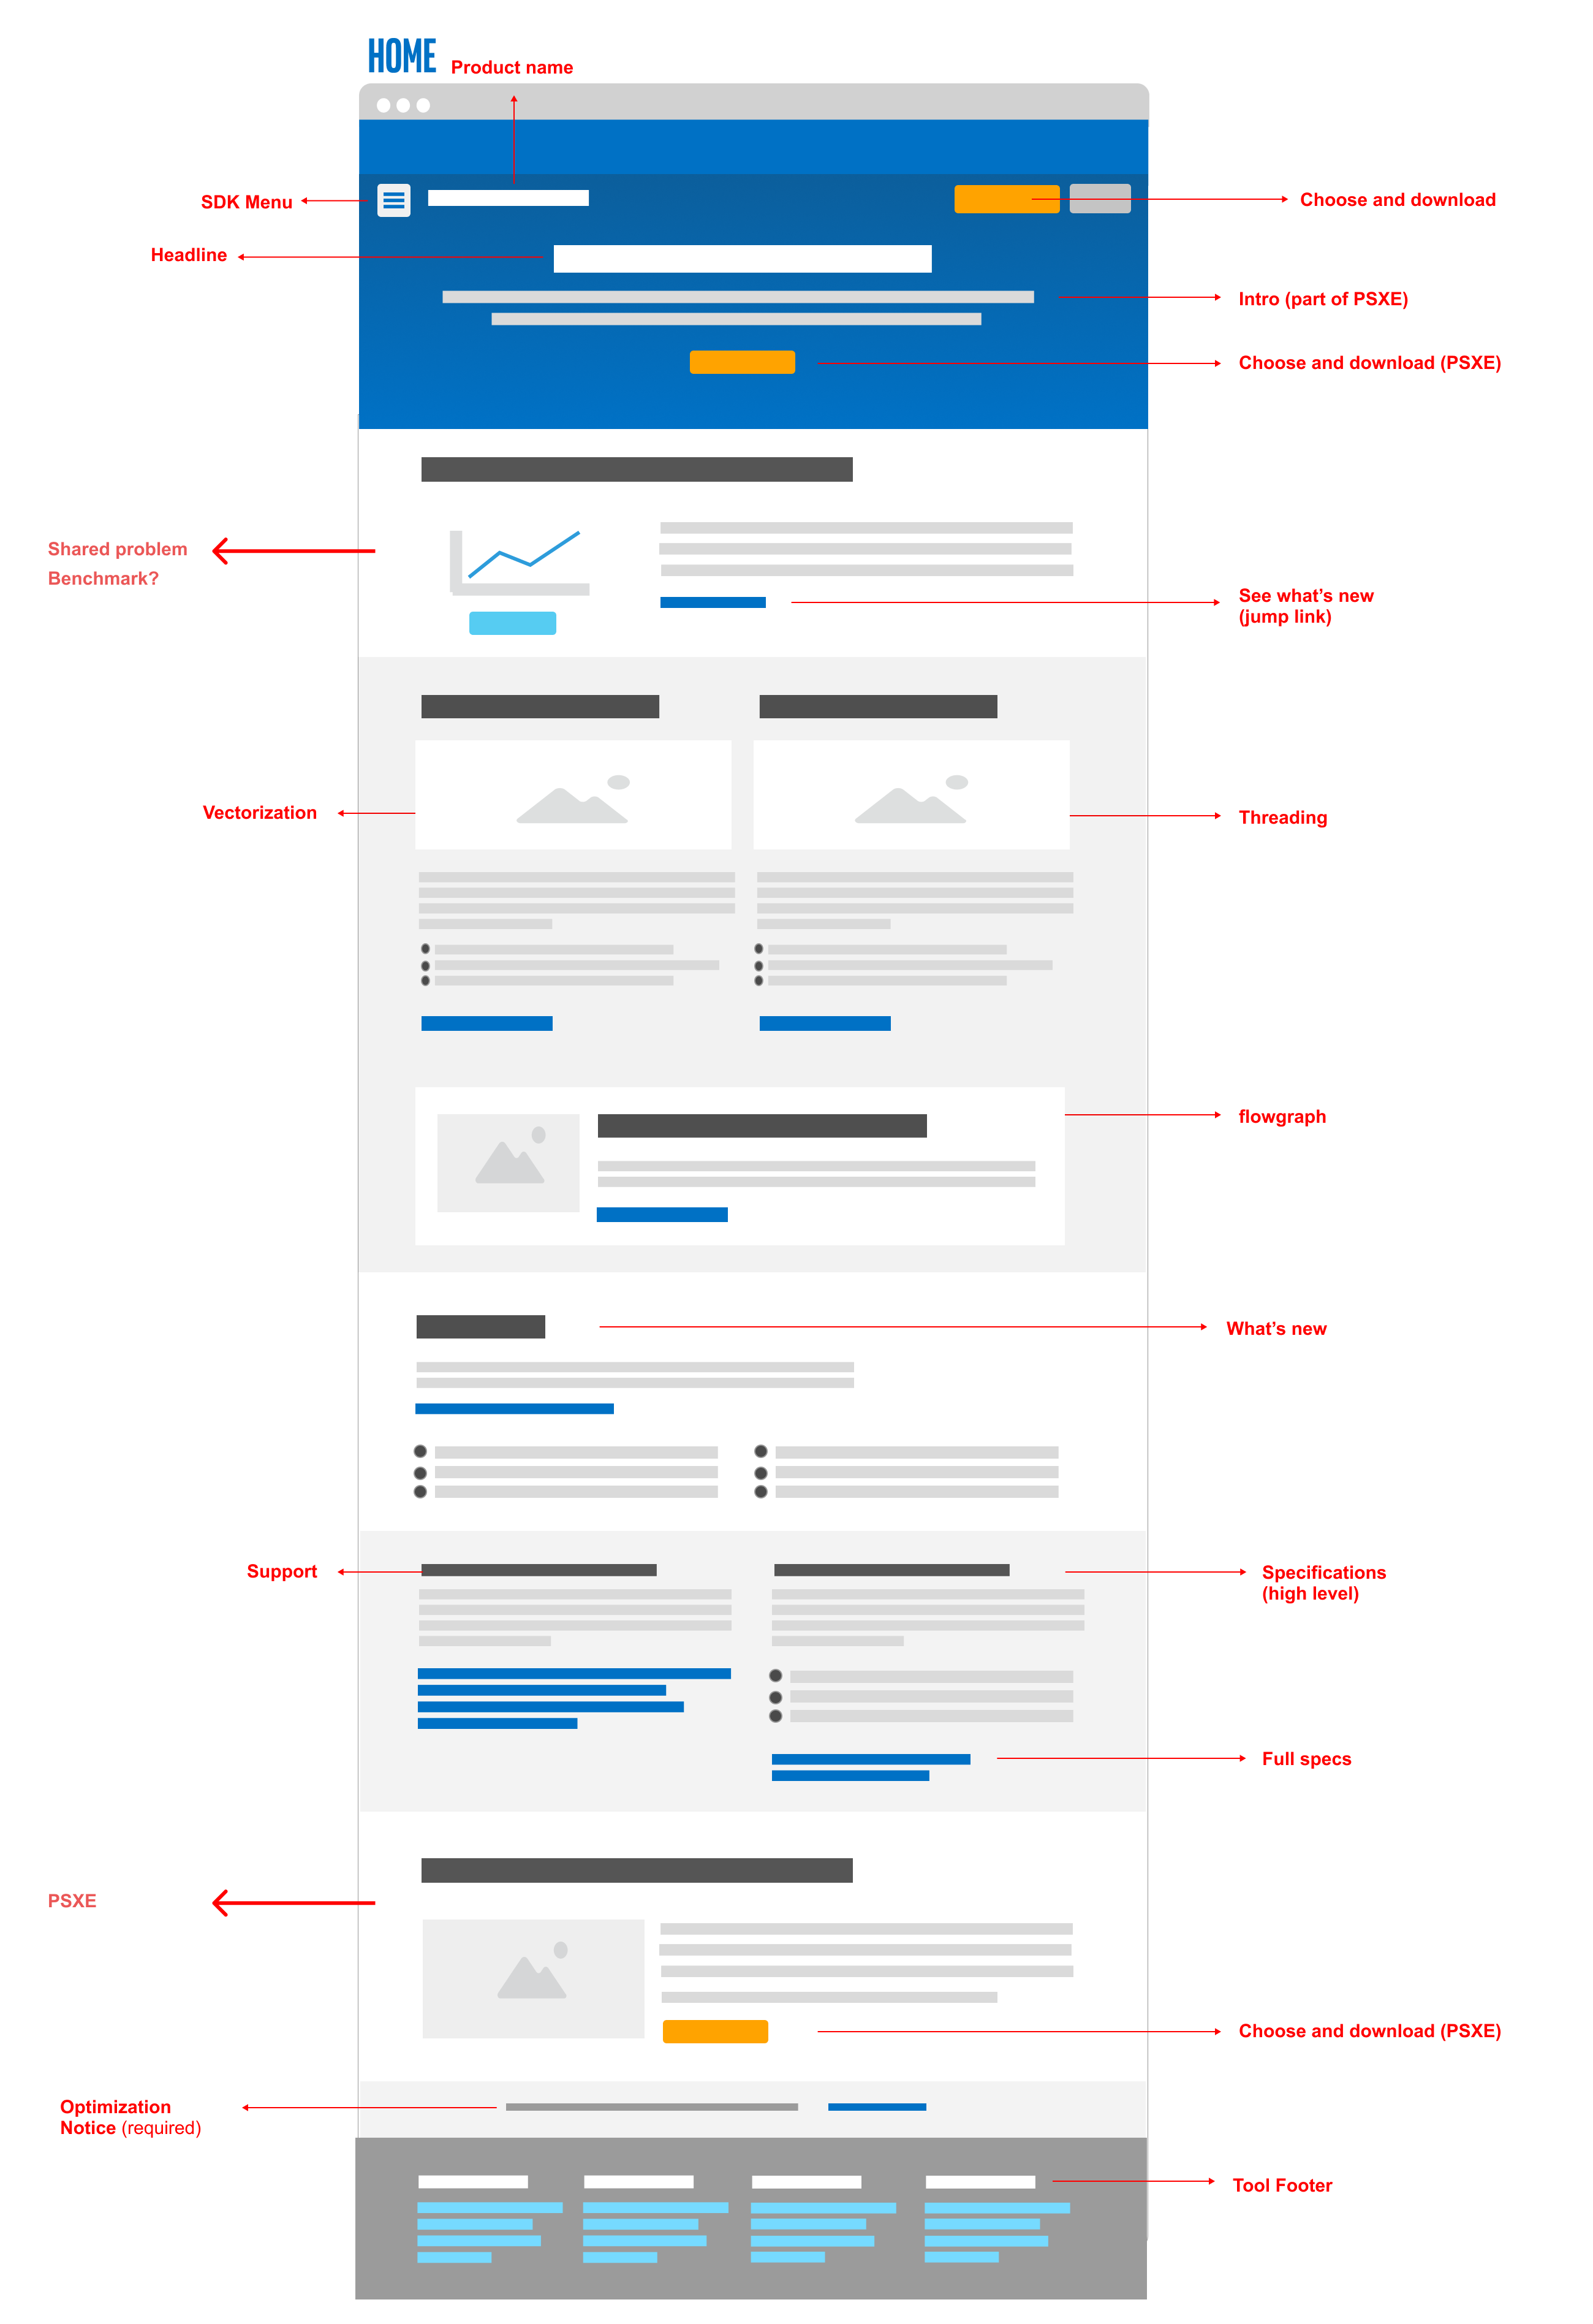 HOME
Product name
SDK Menu
Choose and download
Headline
Intro (part of PSXE)
Choose and download (PSXE)
Shared problem
Benchmark?
See what’s new
(jump link)
Vectorization
Threading
flowgraph
What’s new
Support
Specifications
(high level)
Full specs
PSXE
Choose and download (PSXE)
Optimization
Notice (required)
Tool Footer